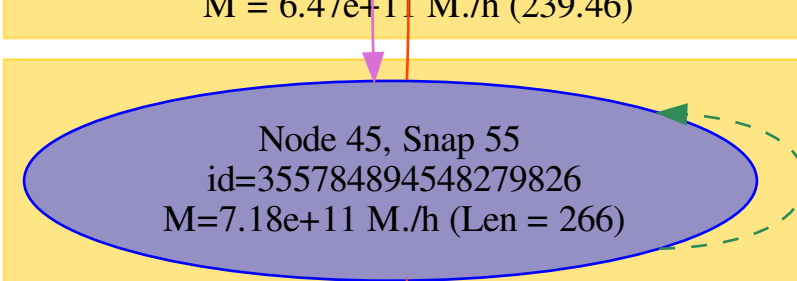 M = 6.47e+11 M./h (239.46)
Node 45, Snap 55
id=355784894548279826
M=7.18e+11 M./h (Len = 266)